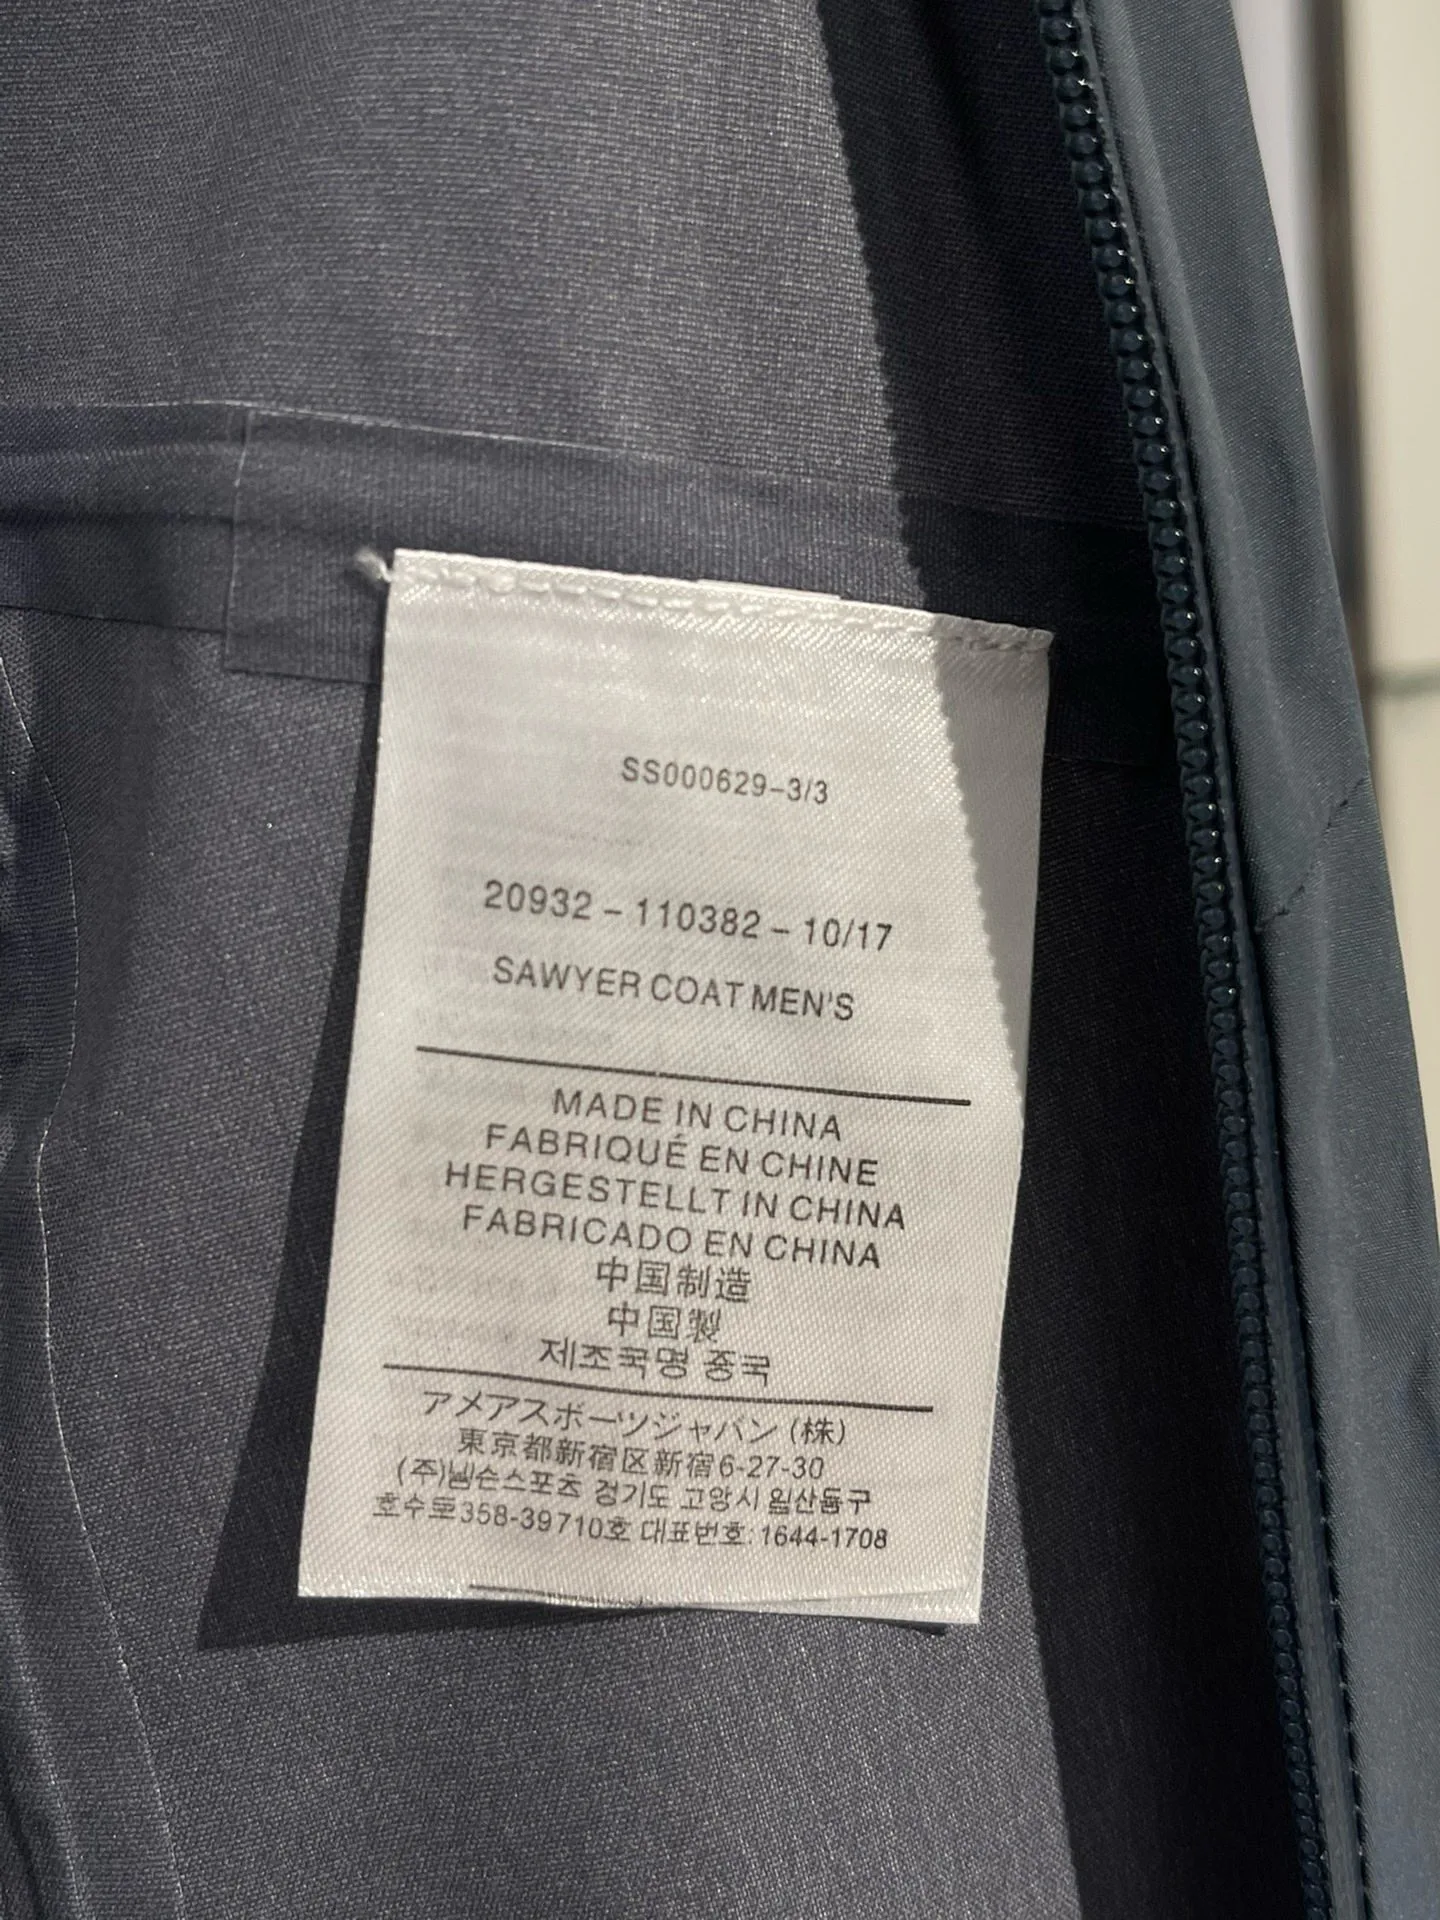 SS000629-3/3
20932 - 110382 - 10/17
SAWYER COAT MEN'S
MADE IN CHINA
FABRIQUÉ EN CHINE
HERGESTELLT IN CHINA
FABRICADO EN CHINA
中国制造
中国製
제조국명 중국
アメアスポーツジャパン (株)
東京都新宿区新宿6-27-30
(주)넬슨스포츠 경기도 고양시 일산동구
호수로358-39710호 대표번호: 1644-1708